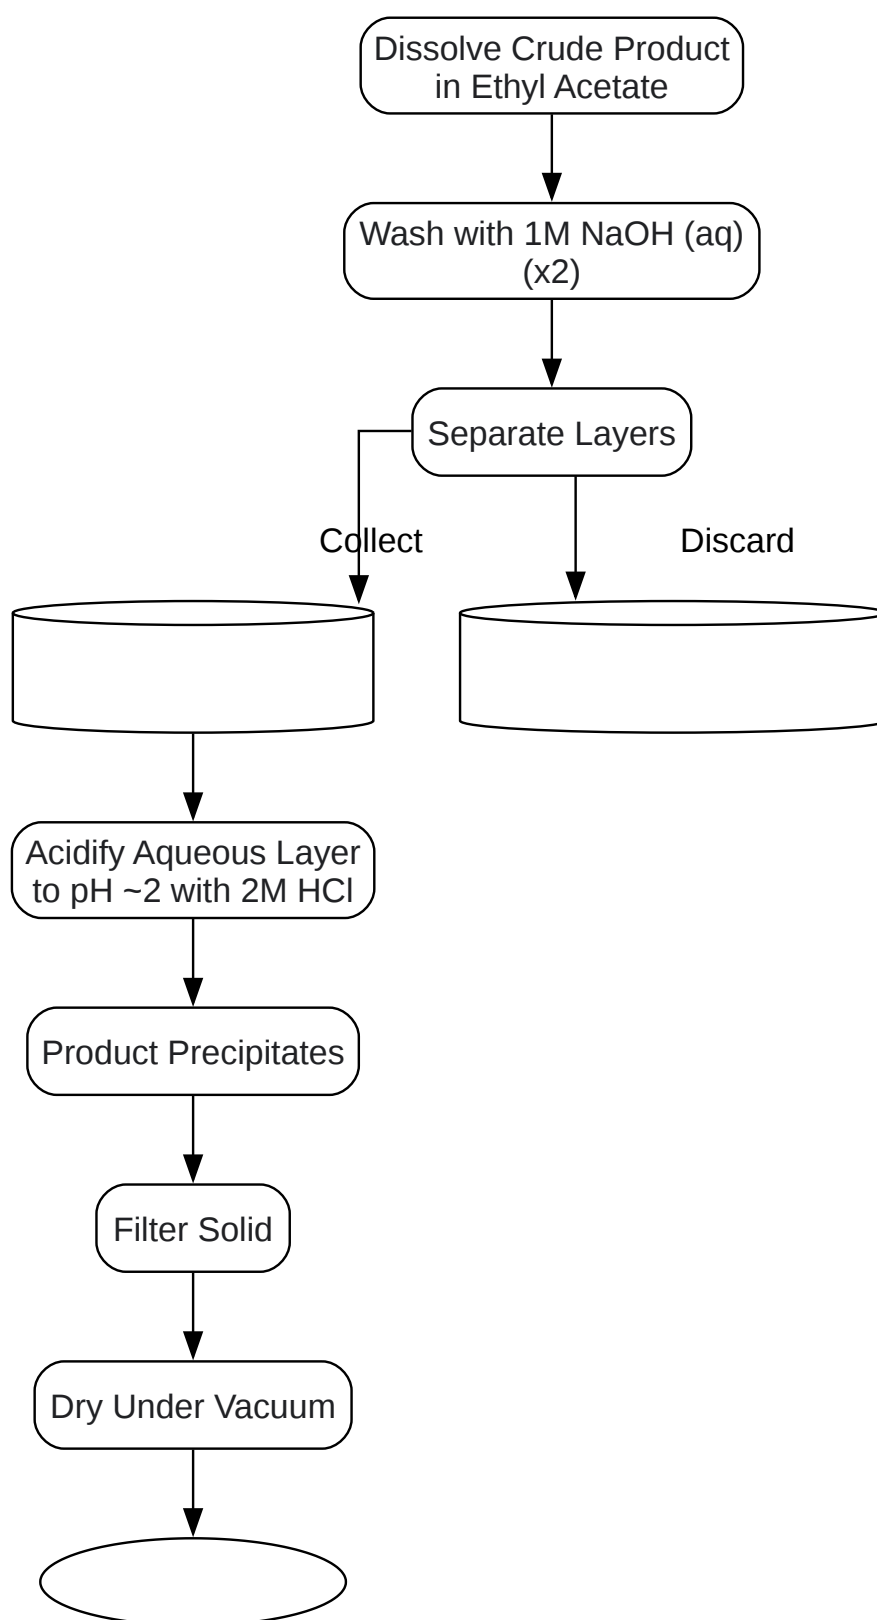 Dissolve Crude Product
in Ethyl Acetate
Wash with 1M NaOH (aq)
(x2)
Separate Layers
Collect
Discard
Acidify Aqueous Layer
to pH ~2 with 2M HCl
Product Precipitates
Filter Solid
Dry Under Vacuum